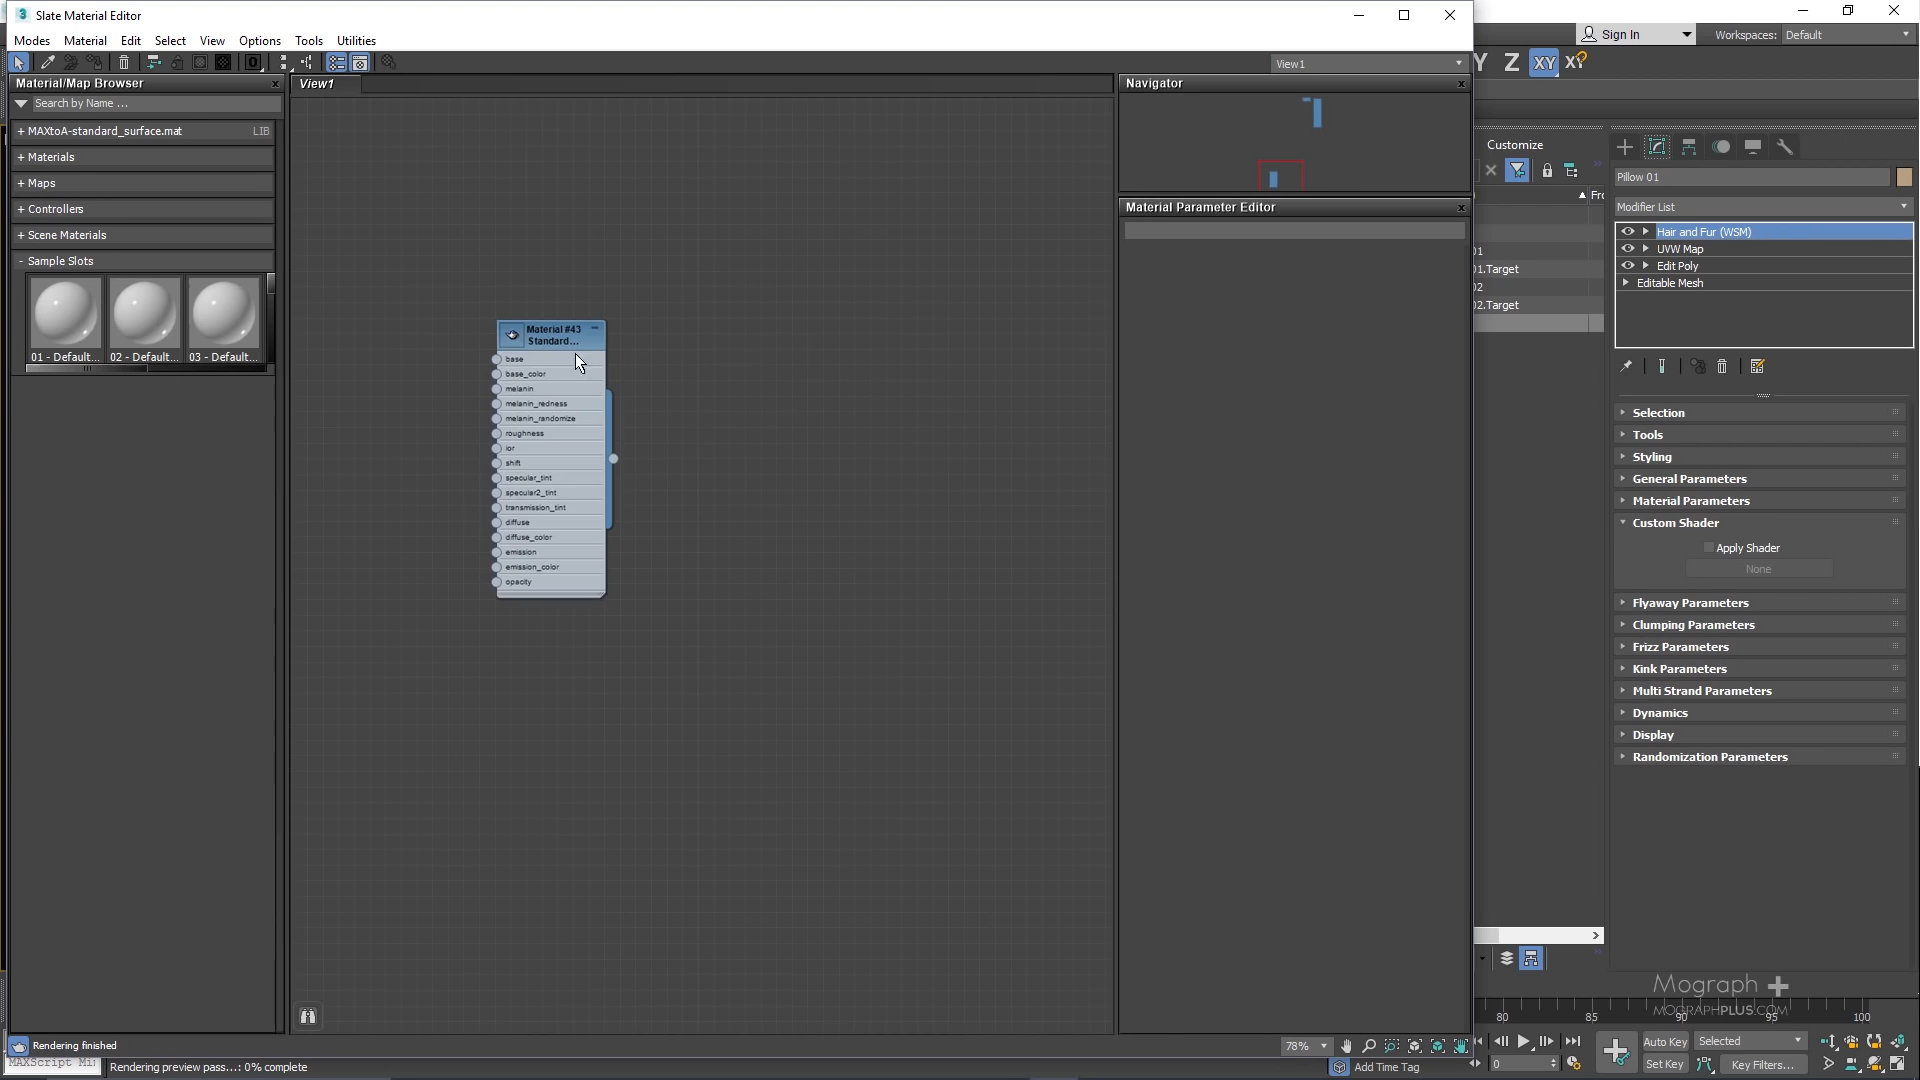 Slate Material Editor
Modes Material Edit Select View Options Tools Utilities
Sign In
Workspaces: Default
View1
Z XY
Material/Map Browser
View1
Navigator
Search by Name ...
+ MAXtoA-standard_surface.mat LIB
+ Materials
+ Maps
+ Controllers
+ Scene Materials
- Sample Slots
01 - Default...
02 - Default...
03 - Default...
Material #43
Standard...
base
base_color
melanin
melanin_redness
melanin_randomize
roughness
ior
shift
specular_tint
specular2_tint
transmission_tint
diffuse
diffuse_color
emission
emission_color
opacity
Material Parameter Editor
Customize
Pillow 01
Modifier List
Hair and Fur (WSM)
UVW Map
Edit Poly
Editable Mesh
Selection
Tools
Styling
General Parameters
Material Parameters
Custom Shader
Apply Shader
None
Flyaway Parameters
Clumping Parameters
Frizz Parameters
Kink Parameters
Multi Strand Parameters
Dynamics
Display
Randomization Parameters
Mograph +
MOGRAPHPLUS.COM
80 85 90 95 100
Rendering finished
78%
Auto Key
Selected
Rendering preview pass...: 0% complete
Add Time Tag
0
Set Key
Key Filters...